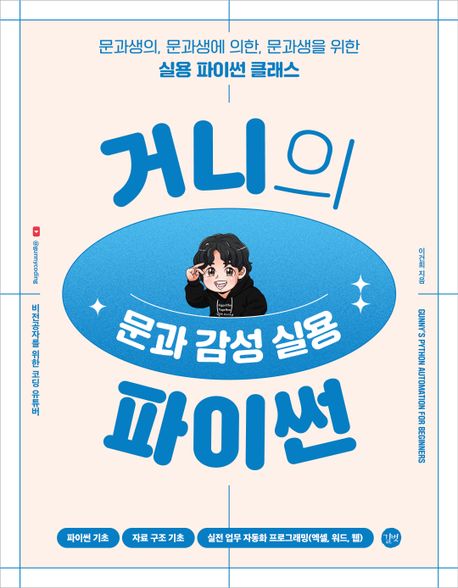 문과생의, 문과생에 의한, 문과생을 위한
실용 파이썬 클래스
거니의
문과 감성 실용
파이썬
@gunnycoding
비전공자를 위한 코딩 유튜버
이건희 지음
GUNNY'S PYTHON AUTOMATION FOR BEGINNERS
파이썬 기초
자료 구조 기초
실전 업무 자동화 프로그래밍(엑셀, 워드, 웹)
길벗